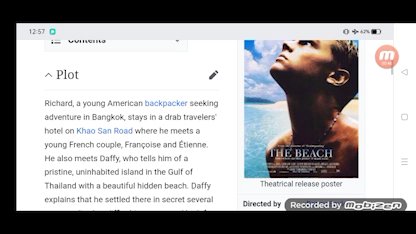 12:57
62%
Contents
Plot
Richard, a young American backpacker seeking
adventure in Bangkok, stays in a drab travelers'
hotel on Khao San Road where he meets a
young French couple, Françoise and Étienne.
He also meets Daffy, who tells him of a
pristine, uninhabited island in the Gulf of
Thailand with a beautiful hidden beach. Daffy
explains that he settled there in secret several
THE BEACH
Theatrical release poster
Directed by
Recorded by mobizen